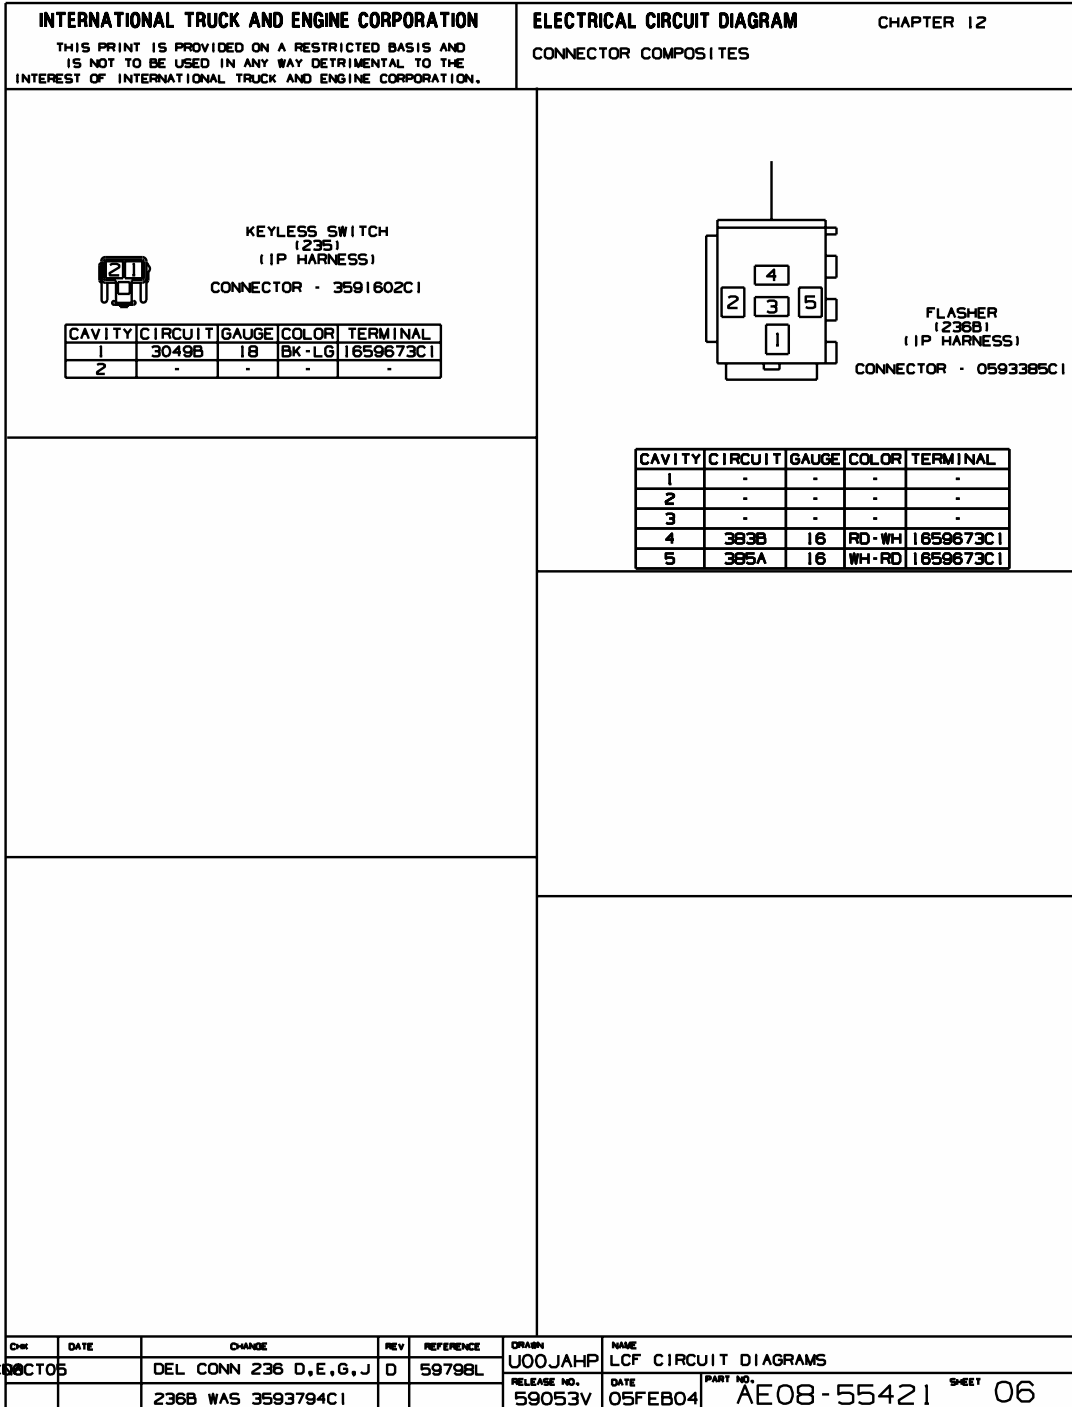 INTERNATIONAL TRUCK AND ENGINE CORPORATION
THIS PRINT IS PROVIDED ON A RESTRICTED BASIS AND
IS NOT TO BE USED IN ANY WAY DETRIMENTAL TO THE
INTEREST OF INTERNATIONAL TRUCK AND ENGINE CORPORATION.
ELECTRICAL CIRCUIT DIAGRAM CHAPTER 12
CONNECTOR COMPOSITES
KEYLESS SWITCH
(235)
(IP HARNESS)
CONNECTOR - 3591602C1
2 1
CAVITY CIRCUIT GAUGE COLOR TERMINAL
1 3049B 18 BK-LG 1659673C1
2 - - - -
4
2 3 5
1
FLASHER
(236B)
(IP HARNESS)
CONNECTOR - 0593385C1
CAVITY CIRCUIT GAUGE COLOR TERMINAL
1 - - - -
2 - - - -
3 - - - -
4 383B 16 RD-WH 1659673C1
5 385A 16 WH-RD 1659673C1
CHK DATE CHANGE REV REFERENCE
DEL CONN 236 D,E,G,J D 59798L
236B WAS 3593794C1
DRAWN
U00JAHP
NAME
LCF CIRCUIT DIAGRAMS
RELEASE NO.
59053V
DATE
05FEB04
PART NO.
AE08-55421
SHEET 06